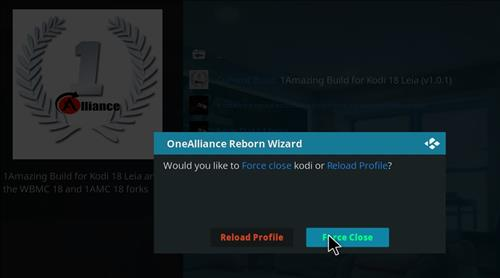 1
Alliance
..
Current Build: 1Amazing Build for Kodi 18 Leia (v1.0.1)
1Amazing Build for Kodi 18 Leia an
the WBMC 18 and 1AMC 18 forks
OneAlliance Reborn Wizard
Would you like to Force close kodi or Reload Profile?
Reload Profile
Force Close